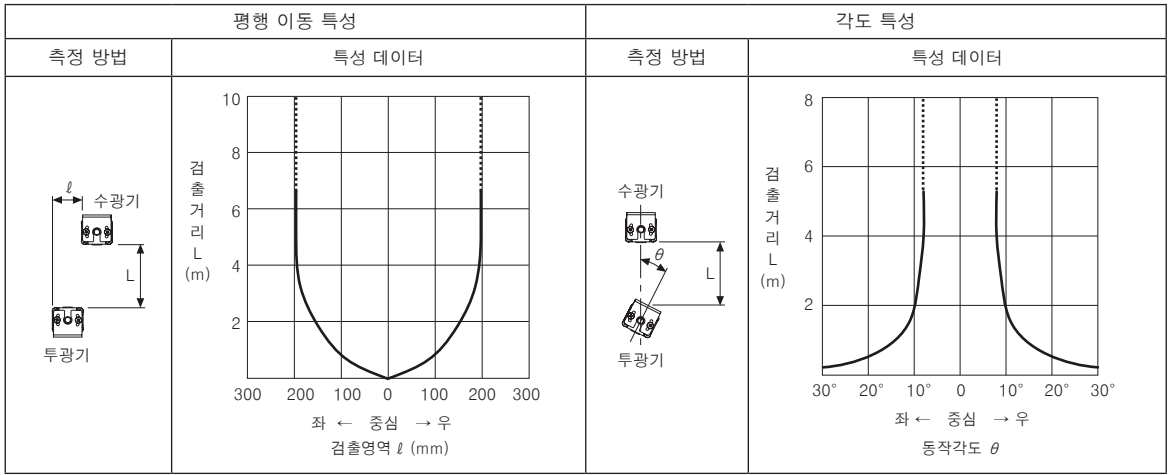 평행 이동 특성
각도 특성
측정 방법
특성 데이터
측정 방법
특성 데이터
ℓ
수광기
L
투광기
검출거리 L (m)
10
8
6
4
2
300 200 100 0 100 200 300
좌 ← 중심 → 우
검출영역 ℓ (mm)
수광기
θ
L
투광기
검출거리 L (m)
8
6
4
2
30° 20° 10° 0 10° 20° 30°
좌 ← 중심 → 우
동작각도 θ